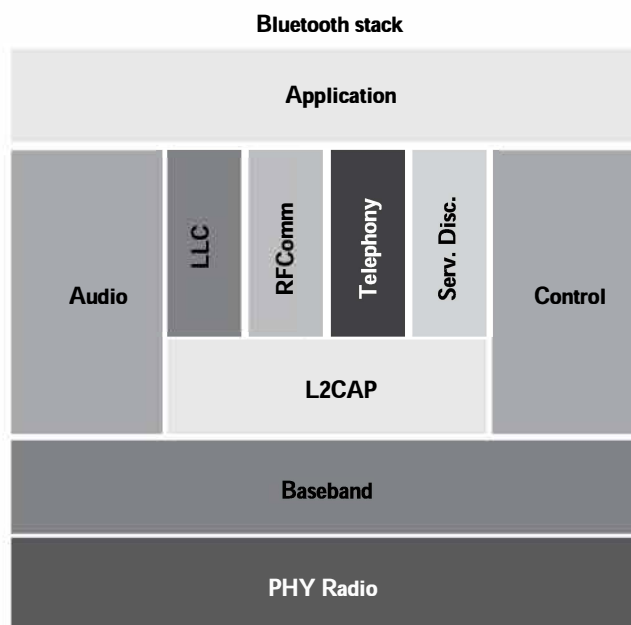 Bluetooth stack
Application
Audio
LLC
RFComm
Telephony
Serv. Disc.
Control
L2CAP
Baseband
PHY Radio